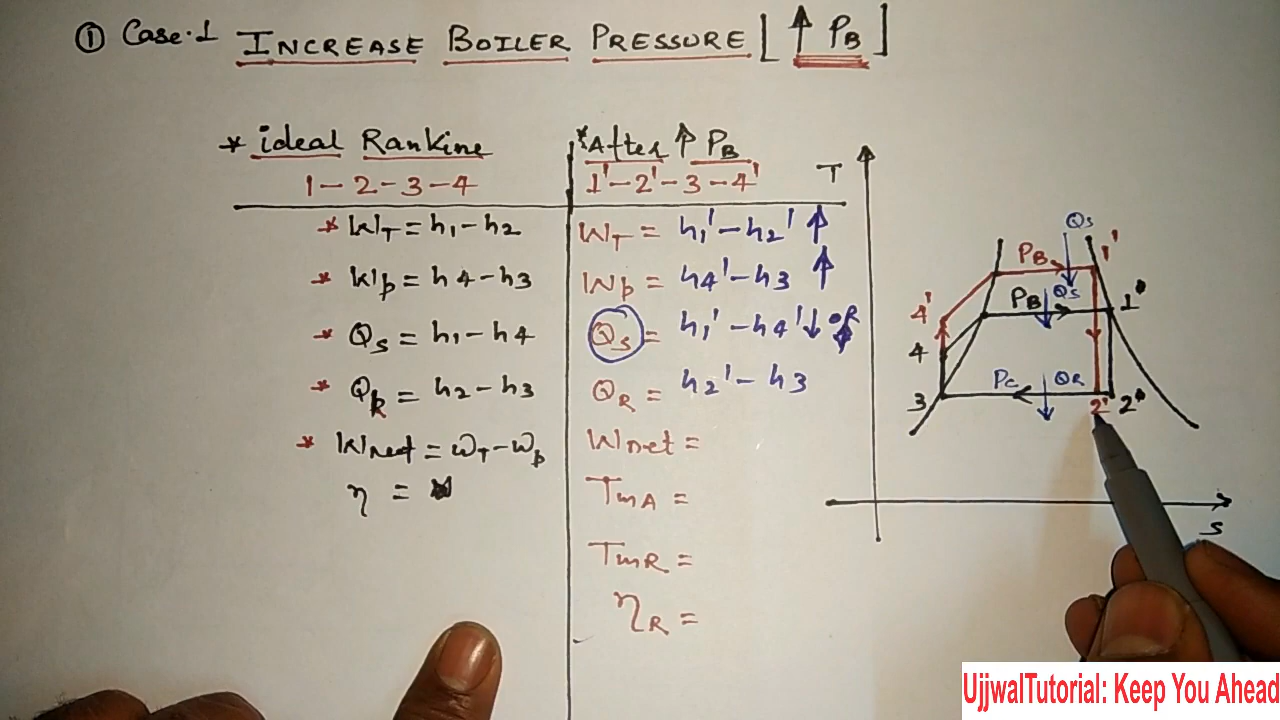 ① Case·1 INCREASE BOILER PRESSURE [↑ PB]
* ideal Rankine
1-2-3-4
* WT = h1-h2
* Wp = h4-h3
* Qs = h1-h4
* QR = h2-h3
* Wnet = WT-Wp
η =
*After ↑ PB
1'-2'-3-4'
WT = h1'-h2' ↑
Wp = h4'-h3 ↑
Qs = h1'-h4' ↓ OR ↑
QR = h2'-h3
Wnet =
TmA =
TmR =
ηR =
T
Qs
PB 1'
PB Qs 1
4'
4
3 Pc QR 2' 2
S
UjjwalTutorial: Keep You Ahead